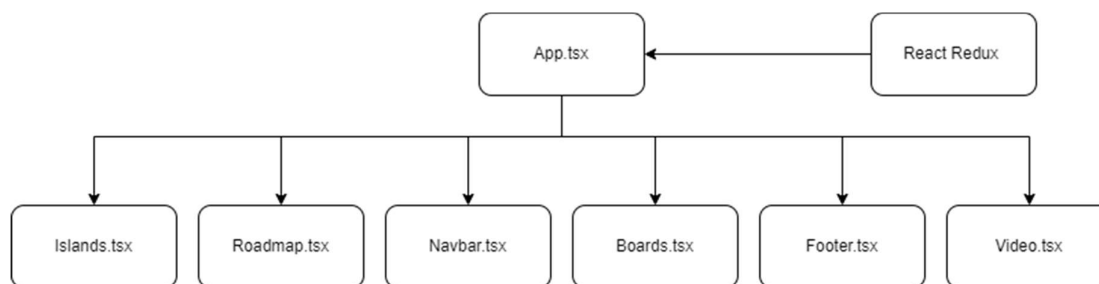 App.tsx
React Redux
Islands.tsx
Roadmap.tsx
Navbar.tsx
Boards.tsx
Footer.tsx
Video.tsx